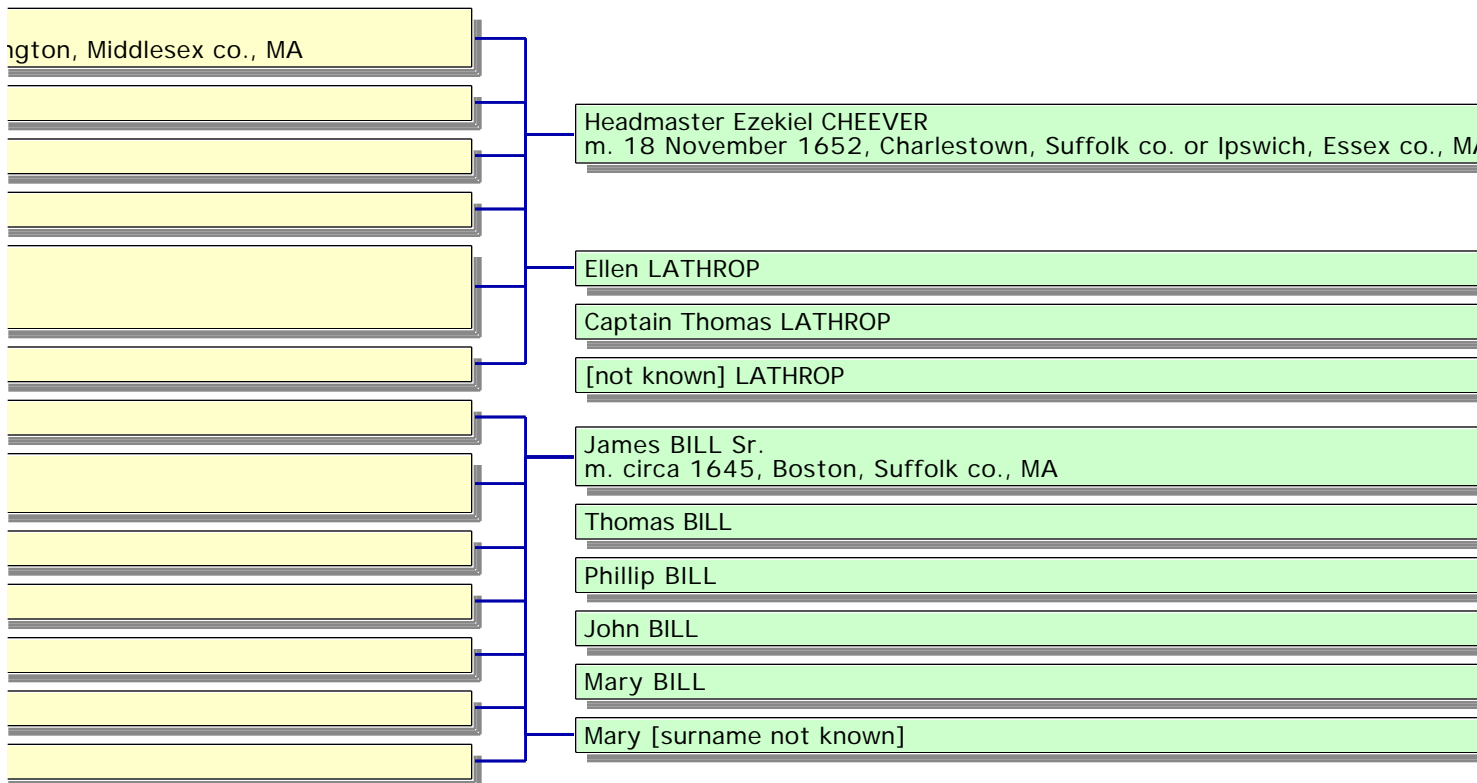 Middlesex co., MA
Headmaster Ezekiel CHEEVER
m. 18 November 1652, Charlestown, Suffolk co. or Ipswich, Essex co., MA
Ellen LATHROP
Captain Thomas LATHROP
[not known] LATHROP
James BILL Sr.
m. circa 1645, Boston, Suffolk co., MA
Thomas BILL
Phillip BILL
John BILL
Mary BILL
Mary [surname not known]